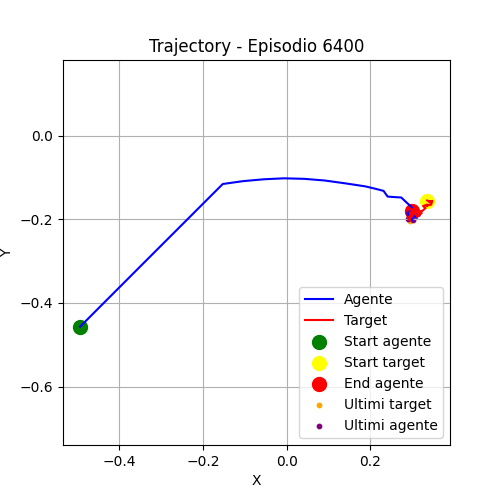 Trajectory - Episodio 6400
Y
0.0
−0.2
−0.4
−0.6
−0.4
−0.2
0.0
0.2
X
Agente
Target
Start agente
Start target
End agente
Ultimi target
Ultimi agente